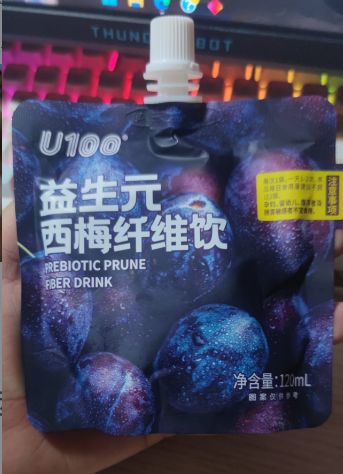 THUNDEROBOT
U100®
益生元
西梅纤维饮
PREBIOTIC PRUNE
FIBER DRINK
注意事项
净含量:120mL
图案仅供参考